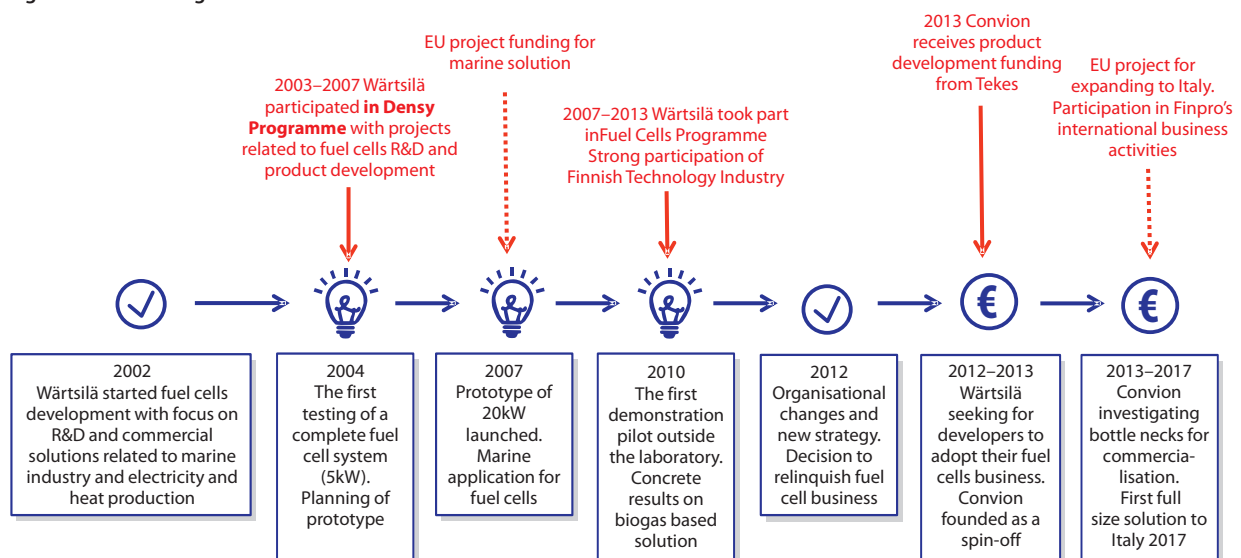 EU project funding for
marine solution
2013 Convion
receives product
development funding
from Tekes
EU project for
expanding to Italy.
Participation in Finpro's
international business
activities
2003–2007 Wärtsilä
participated in Densy
Programme with projects
related to fuel cells R&D and
product development
2007–2013 Wärtsilä took part
inFuel Cells Programme
Strong participation of
Finnish Technology Industry
€
€
2002
Wärtsilä started fuel cells
development with focus on
R&D and commercial
solutions related to marine
industry and electricity and
heat production
2004
The first
testing of a
complete fuel
cell system
(5kW).
Planning of
prototype
2007
Prototype of
20kW
launched.
Marine
application for
fuel cells
2010
The first
demonstration
pilot outside
the laboratory.
Concrete
results on
biogas based
solution
2012
Organisational
changes and
new strategy.
Decision to
relinquish fuel
cell business
2012–2013
Wärtsilä
seeking for
developers to
adopt their fuel
cells business.
Convion
founded as a
spin-off
2013–2017
Convion
investigating
bottle necks for
commercia-
lisation.
First full
size solution to
Italy 2017